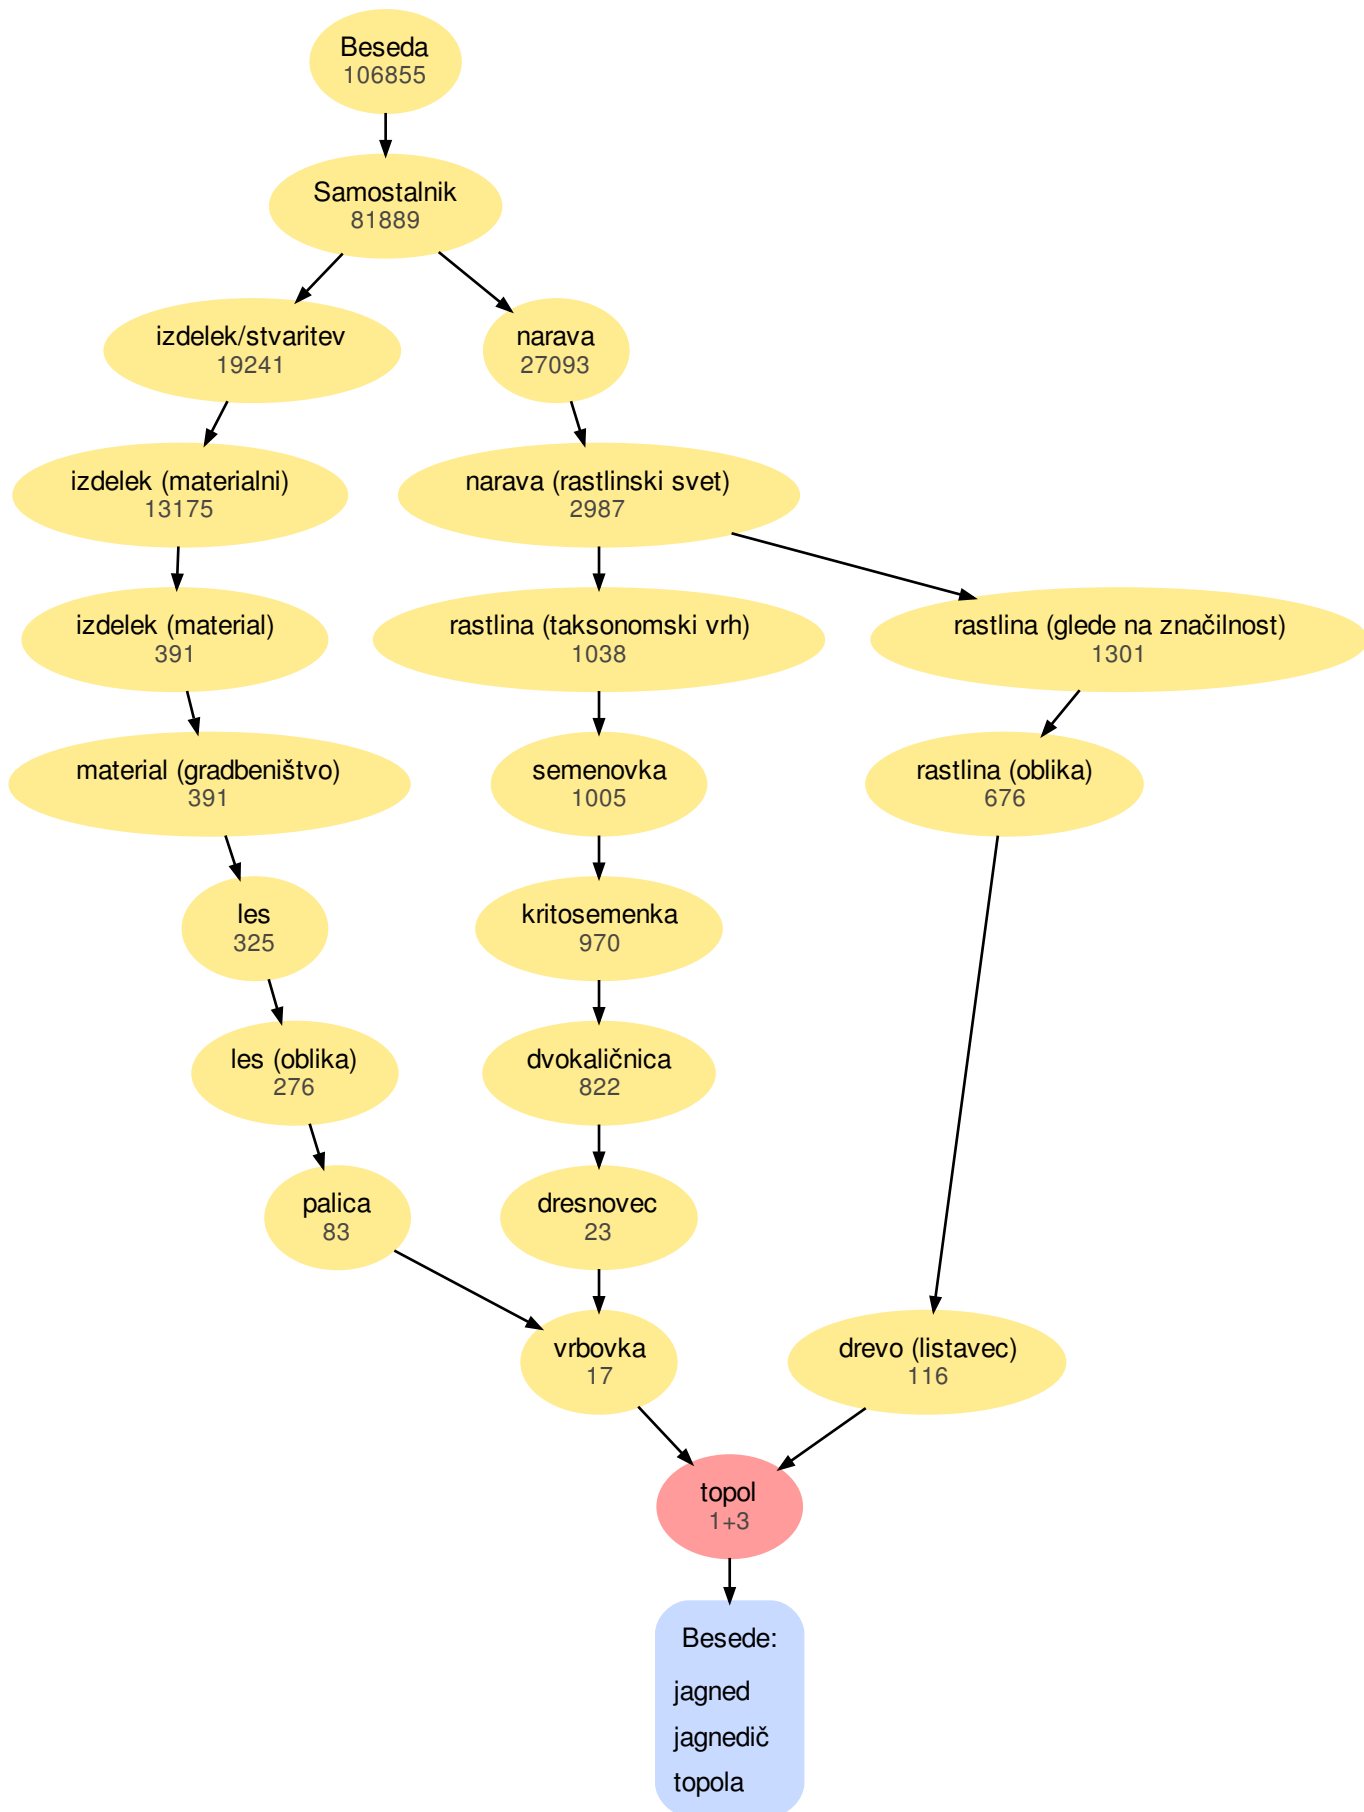 Beseda
106855
Samostalnik
81889
izdelek/stvaritev
19241
narava
27093
izdelek (materialni)
13175
narava (rastlinski svet)
2987
izdelek (material)
391
rastlina (taksonomski vrh)
1038
rastlina (glede na značilnost)
1301
material (gradbeništvo)
391
semenovka
1005
rastlina (oblika)
676
les
325
kritosemenka
970
les (oblika)
276
dvokaličnica
822
palica
83
dresnovec
23
vrbovka
17
drevo (listavec)
116
topol
1+3
Besede:
jagned
jagnedič
topola